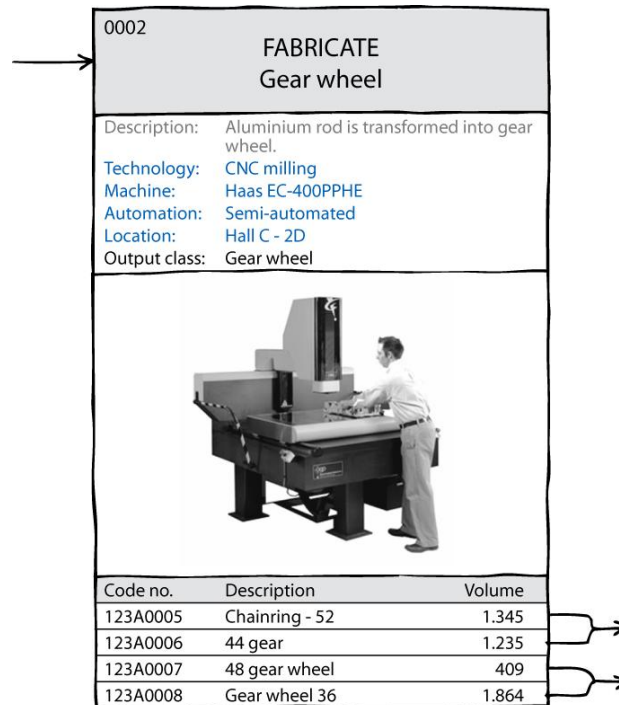 0002
FABRICATE
Gear wheel
Description: Aluminium rod is transformed into gear
wheel.
Technology: CNC milling
Machine: Haas EC-400PPHE
Automation: Semi-automated
Location: Hall C - 2D
Output class: Gear wheel
Code no. Description Volume
123A0005 Chainring - 52 1.345
123A0006 44 gear 1.235
123A0007 48 gear wheel 409
123A0008 Gear wheel 36 1.864